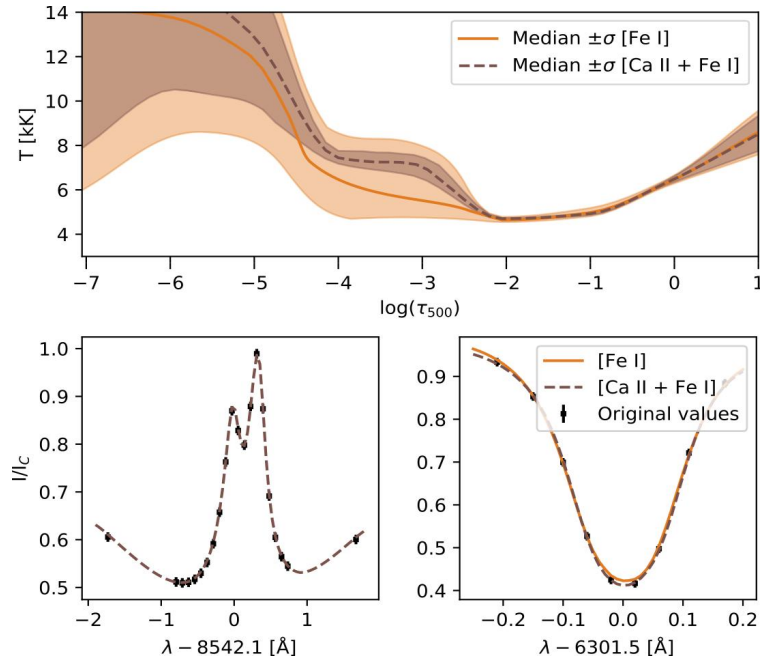 14
12
10
8
6
4
T [kK]
Median ±σ [Fe I]
Median ±σ [Ca II + Fe I]
−7 −6 −5 −4 −3 −2 −1 0 1
log(τ500)
1.0
0.9
0.8
0.7
0.6
0.5
I/IC
−2 −1 0 1
λ − 8542.1 [Å]
0.9
0.8
0.7
0.6
0.5
0.4
[Fe I]
[Ca II + Fe I]
Original values
−0.2 −0.1 0.0 0.1 0.2
λ − 6301.5 [Å]